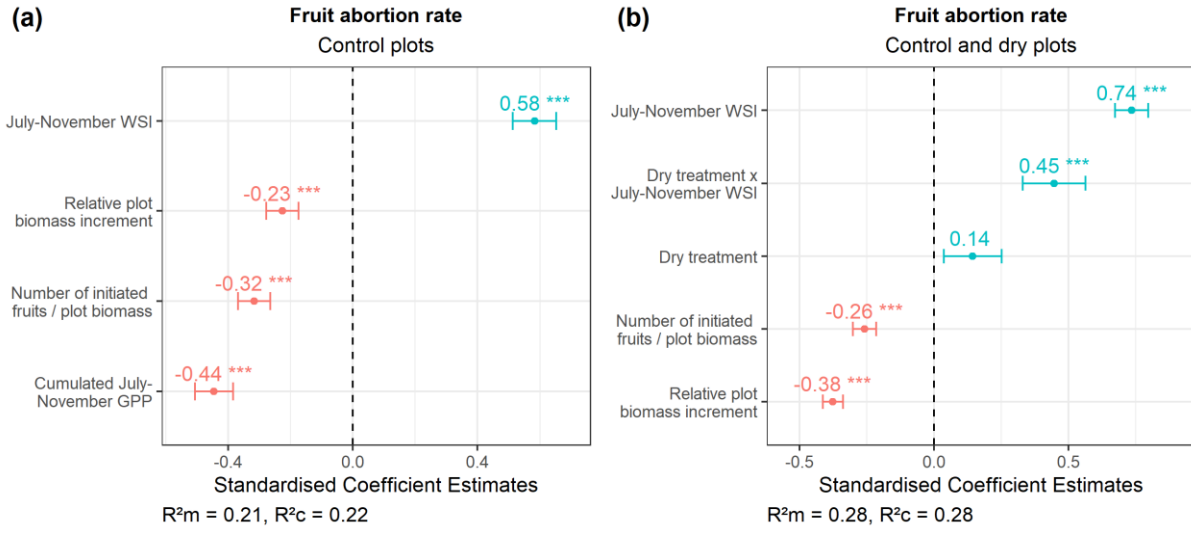 (a)
Fruit abortion rate
Control plots
July-November WSI
0.58 ***
Relative plot
biomass increment
-0.23 ***
Number of initiated
fruits / plot biomass
-0.32 ***
Cumulated July-
November GPP
-0.44 ***
-0.4
0.0
0.4
Standardised Coefficient Estimates
R²m = 0.21, R²c = 0.22
(b)
Fruit abortion rate
Control and dry plots
July-November WSI
0.74 ***
Dry treatment x
July-November WSI
0.45 ***
Dry treatment
0.14
Number of initiated
fruits / plot biomass
-0.26 ***
Relative plot
biomass increment
-0.38 ***
-0.5
0.0
0.5
Standardised Coefficient Estimates
R²m = 0.28, R²c = 0.28